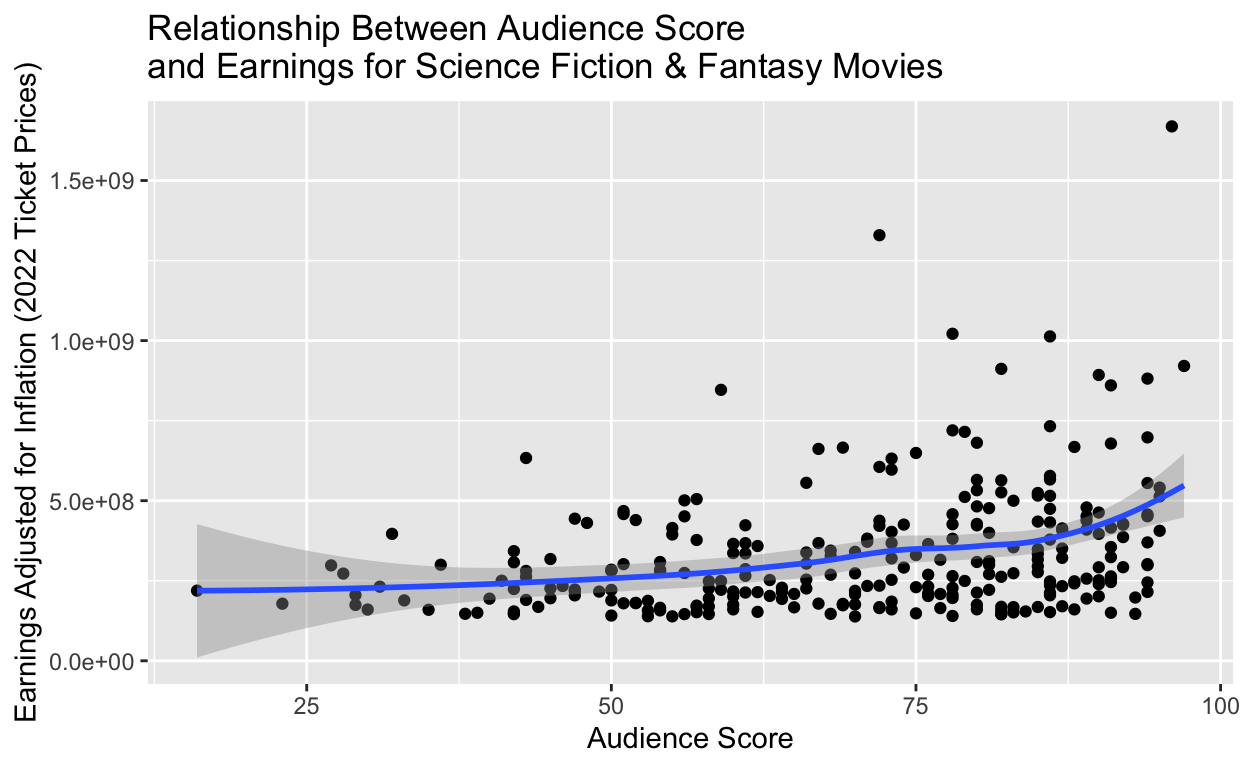 Relationship Between Audience Score
and Earnings for Science Fiction & Fantasy Movies
Earnings Adjusted for Inflation (2022 Ticket Prices)
1.5e+09
1.0e+09
5.0e+08
0.0e+00
25
50
75
100
Audience Score